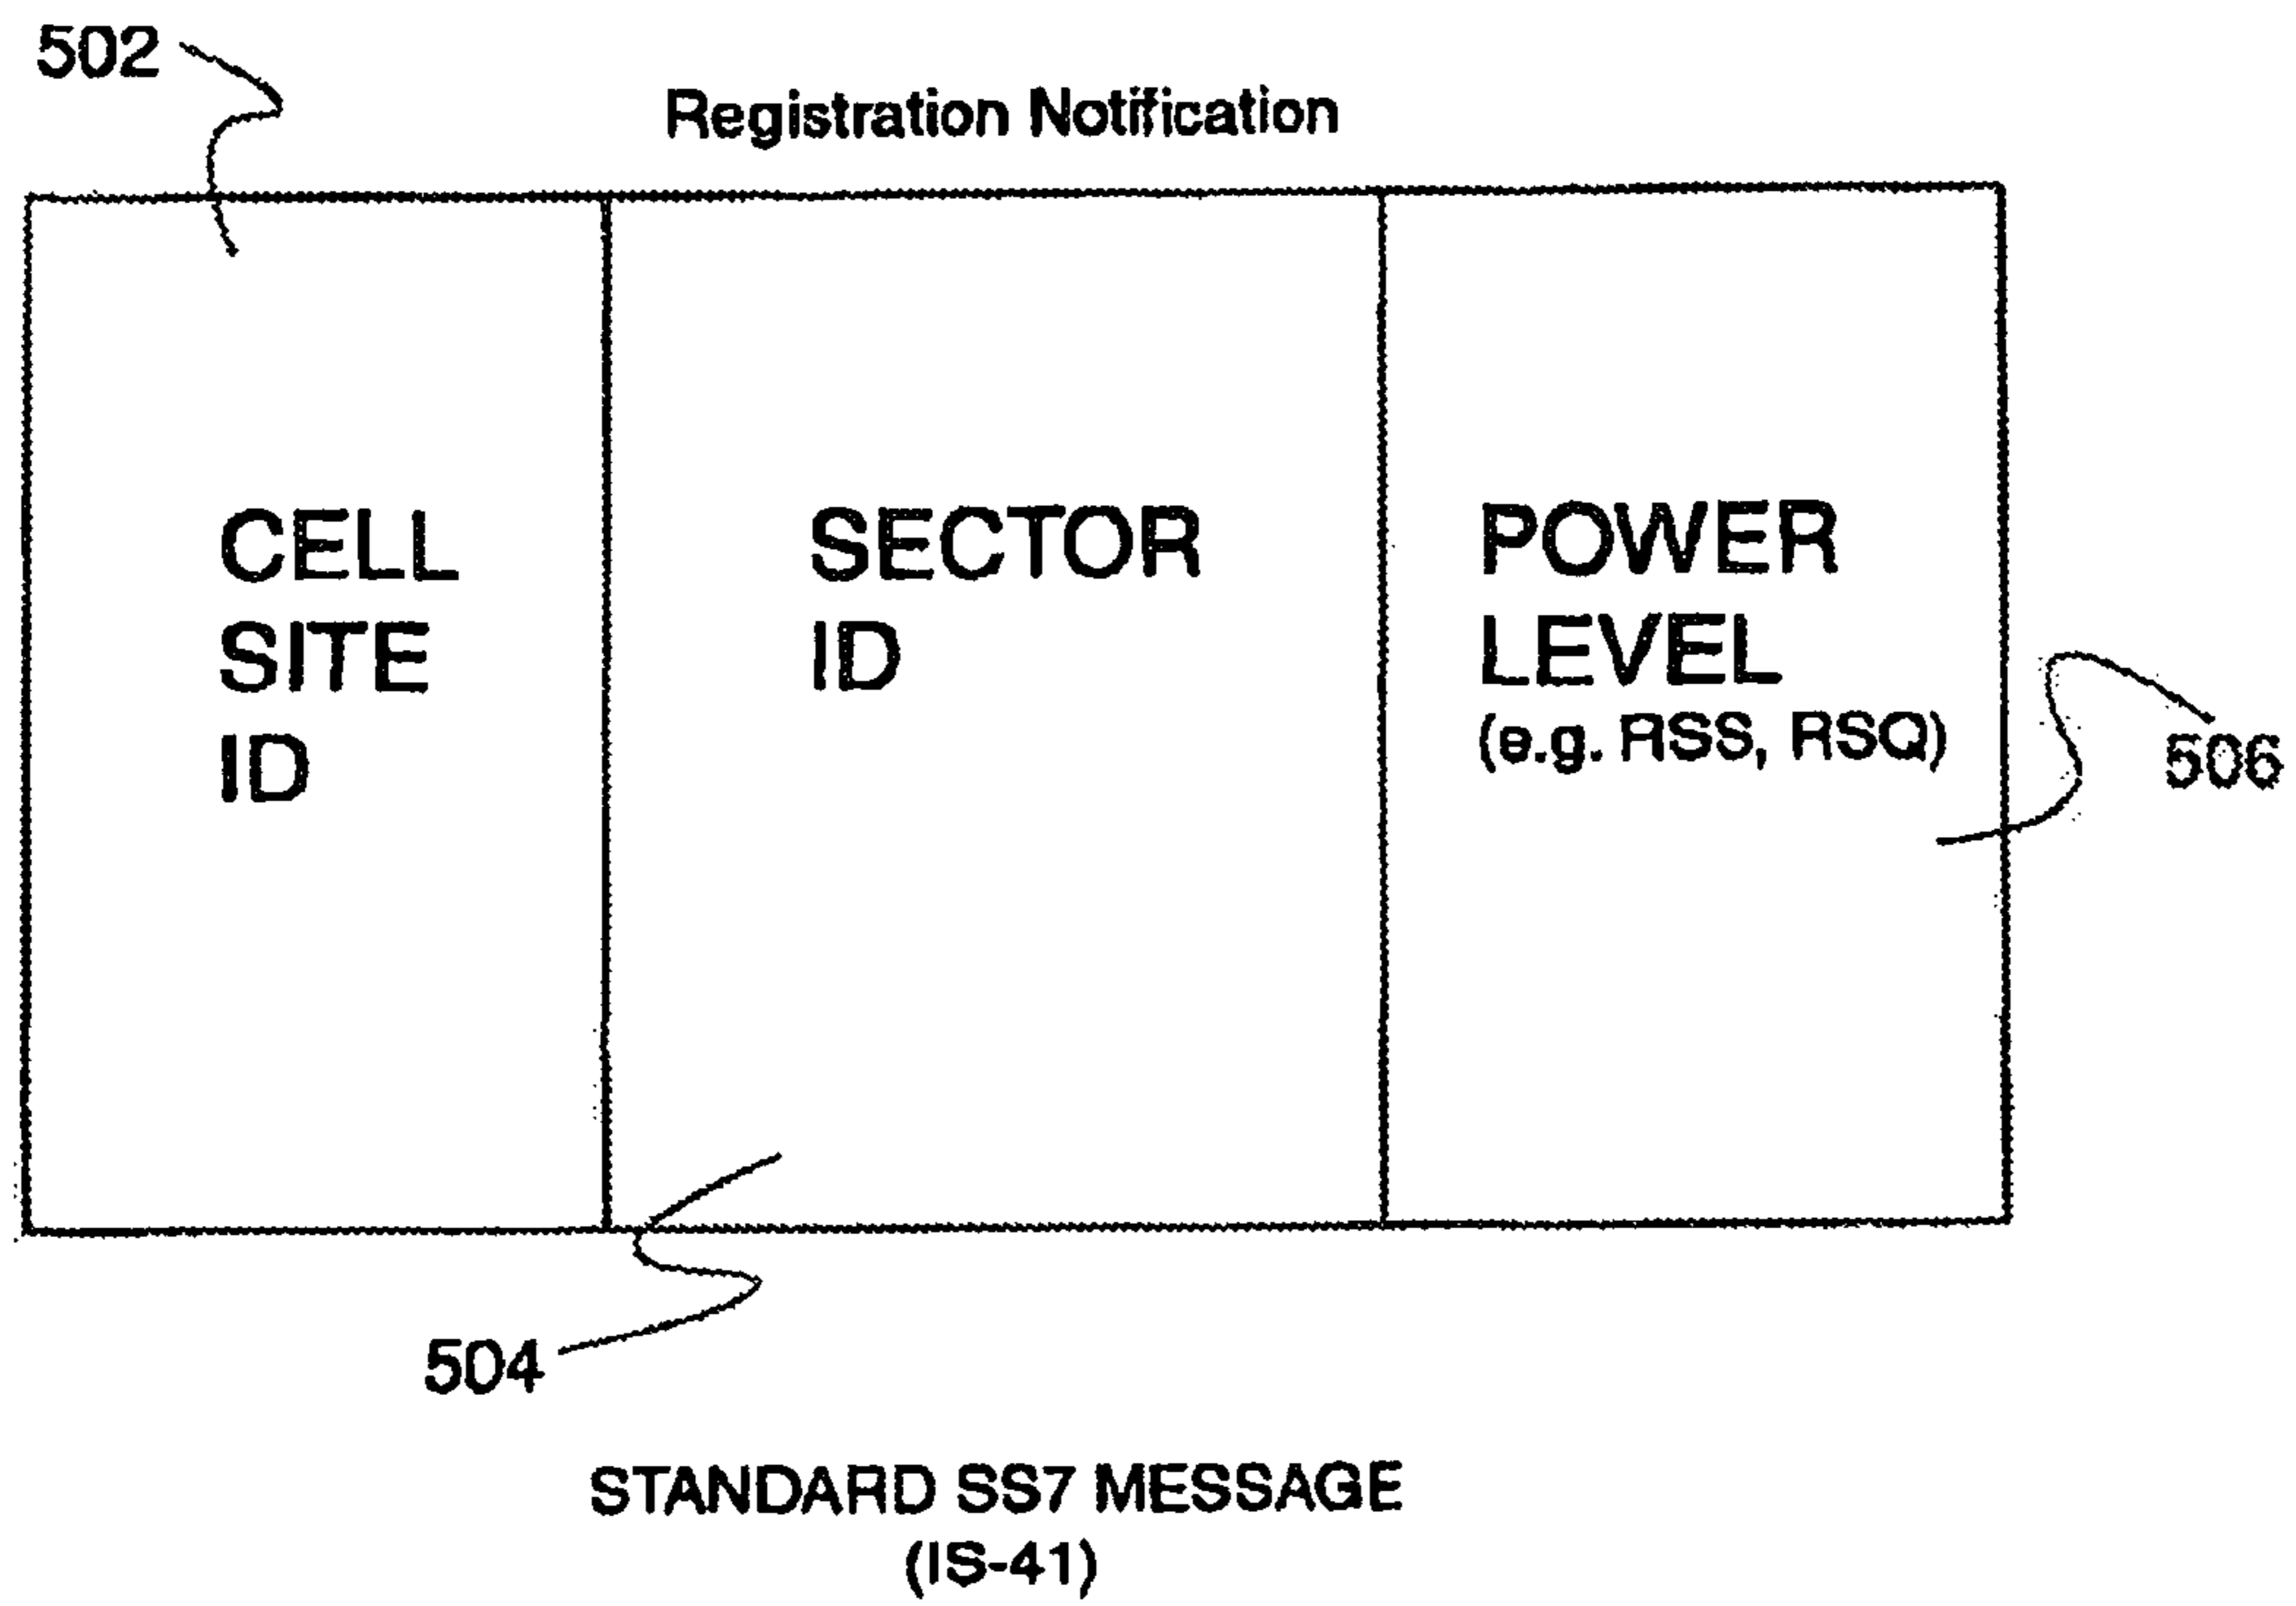 502
Registration Notification
CELL
SITE
ID
SECTOR
ID
POWER
LEVEL
(e.g. RSS, RSQ)
506
504
STANDARD SS7 MESSAGE
(IS-41)